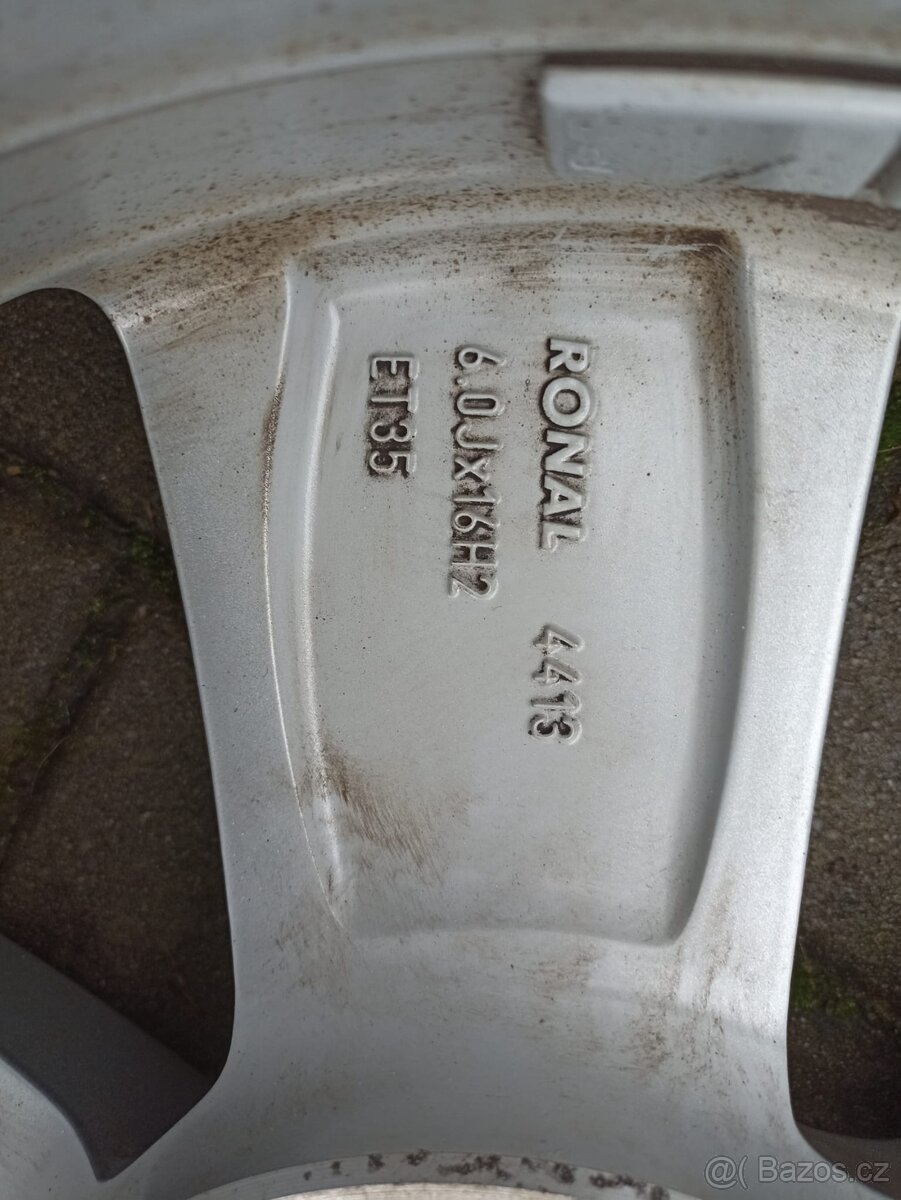 RONAL 4413
6.0Jx16H2
ET35
@( Bazos.cz